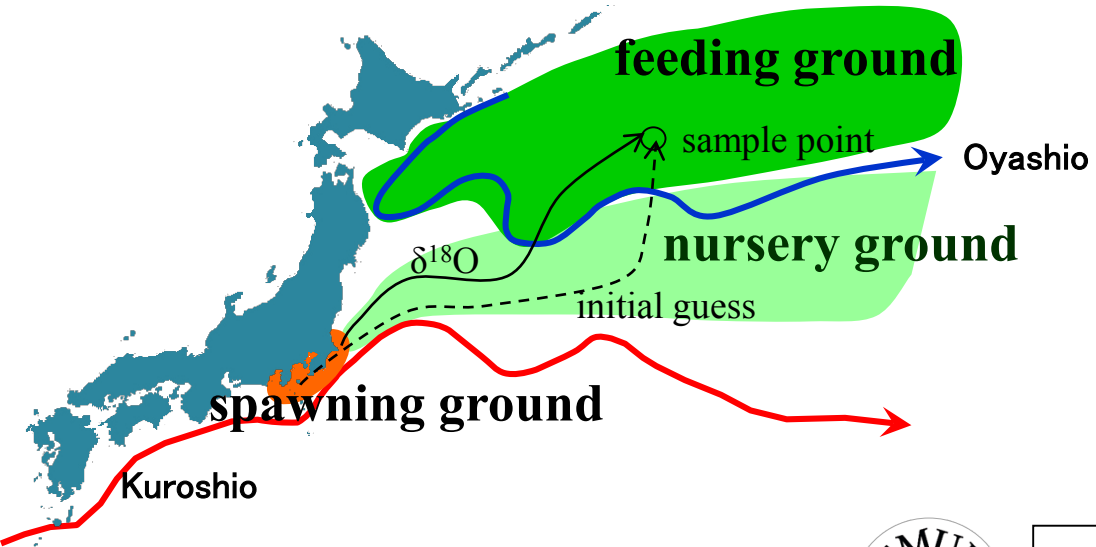 feeding ground
sample point
Oyashio
nursery ground
δ¹⁸O
initial guess
spawning ground
Kuroshio